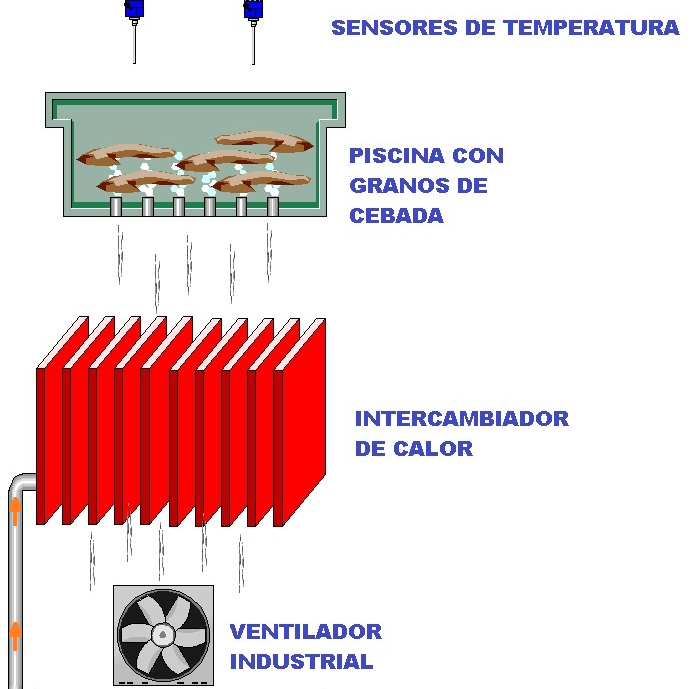 SENSORES DE TEMPERATURA
PISCINA CON
GRANOS DE
CEBADA
INTERCAMBIADOR
DE CALOR
VENTILADOR
INDUSTRIAL